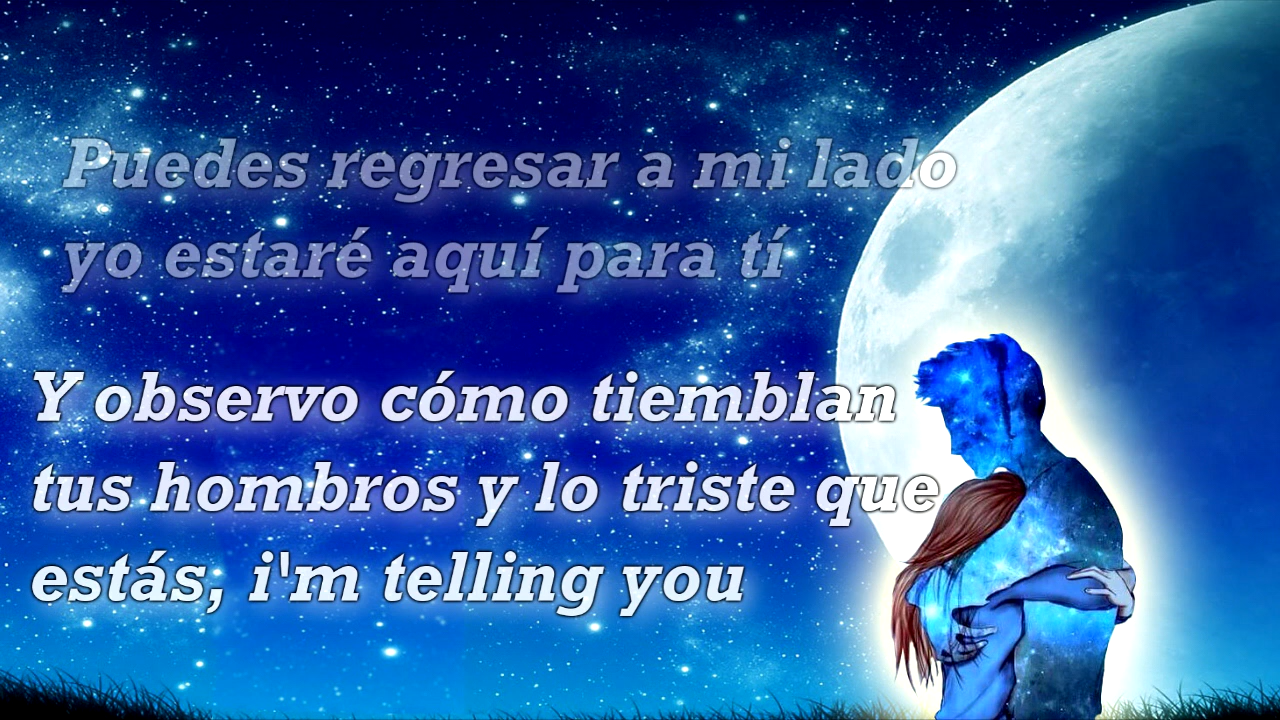 Puedes regresar a mi lado
yo estaré aquí para tí
Y observo cómo tiemblan
tus hombros y lo triste que
estás, i'm telling you